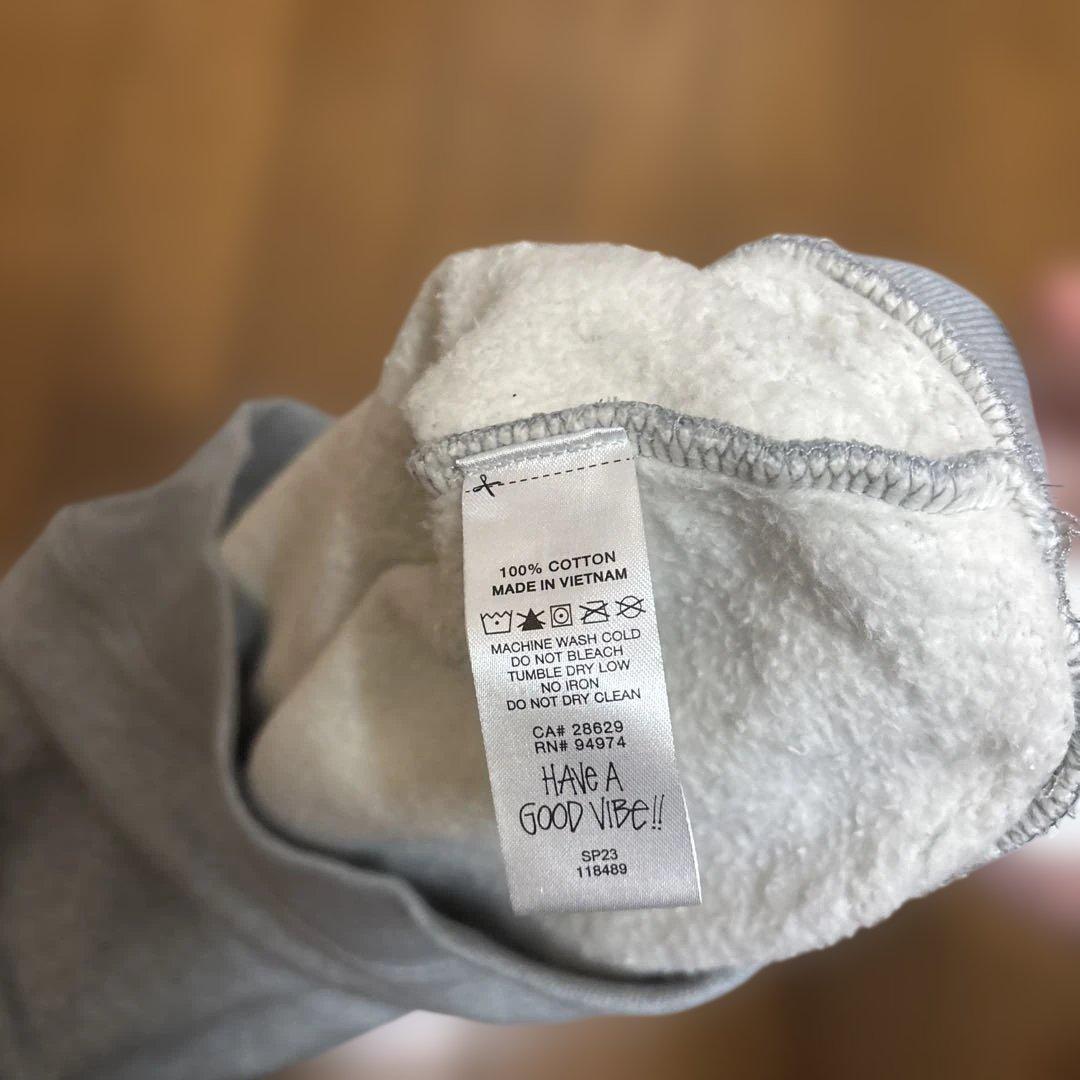 100% COTTON
MADE IN VIETNAM
MACHINE WASH COLD
DO NOT BLEACH
TUMBLE DRY LOW
NO IRON
DO NOT DRY CLEAN
CA# 28629
RN# 94974
HAVe A
GOOD VIBe!!
SP23
118489